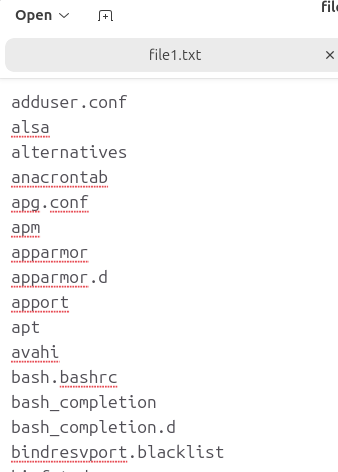 Open
file
file1.txt
adduser.conf
alsa
alternatives
anacrontab
apg.conf
apm
apparmor
apparmor.d
apport
apt
avahi
bash.bashrc
bash_completion
bash_completion.d
bindresvport.blacklist